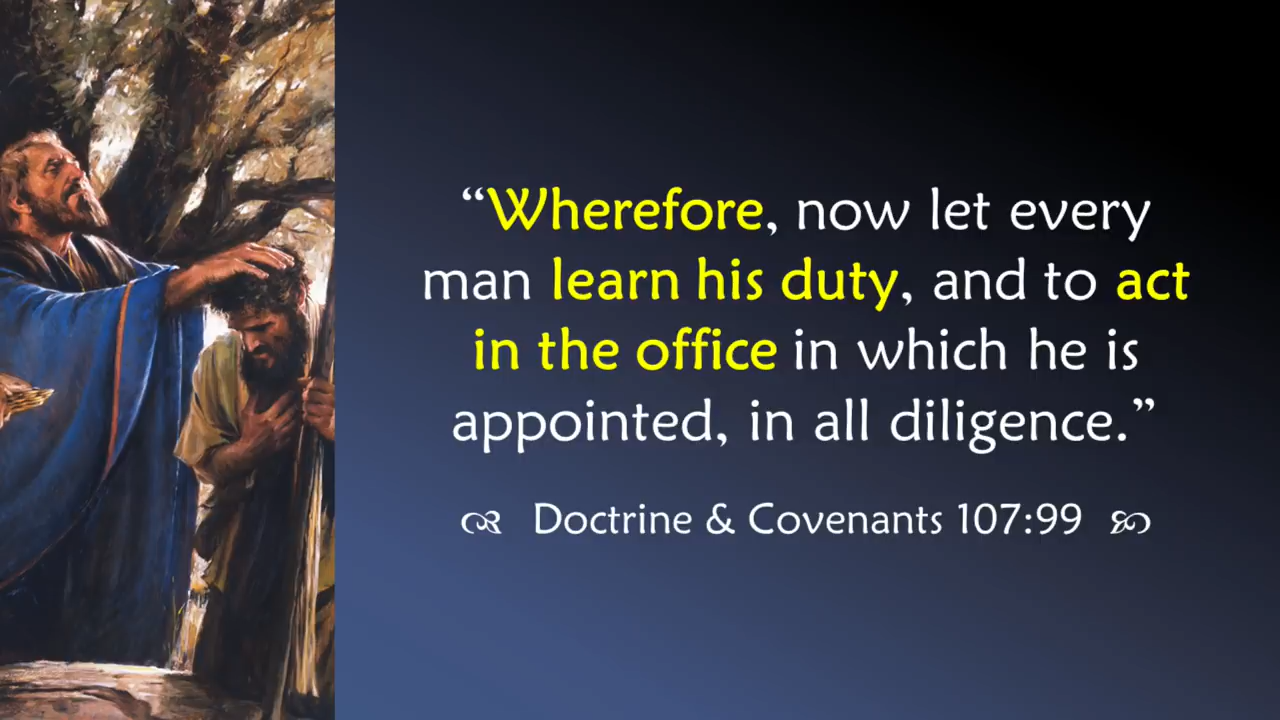 “Wherefore, now let every
man learn his duty, and to act
in the office in which he is
appointed, in all diligence.”
Doctrine & Covenants 107:99